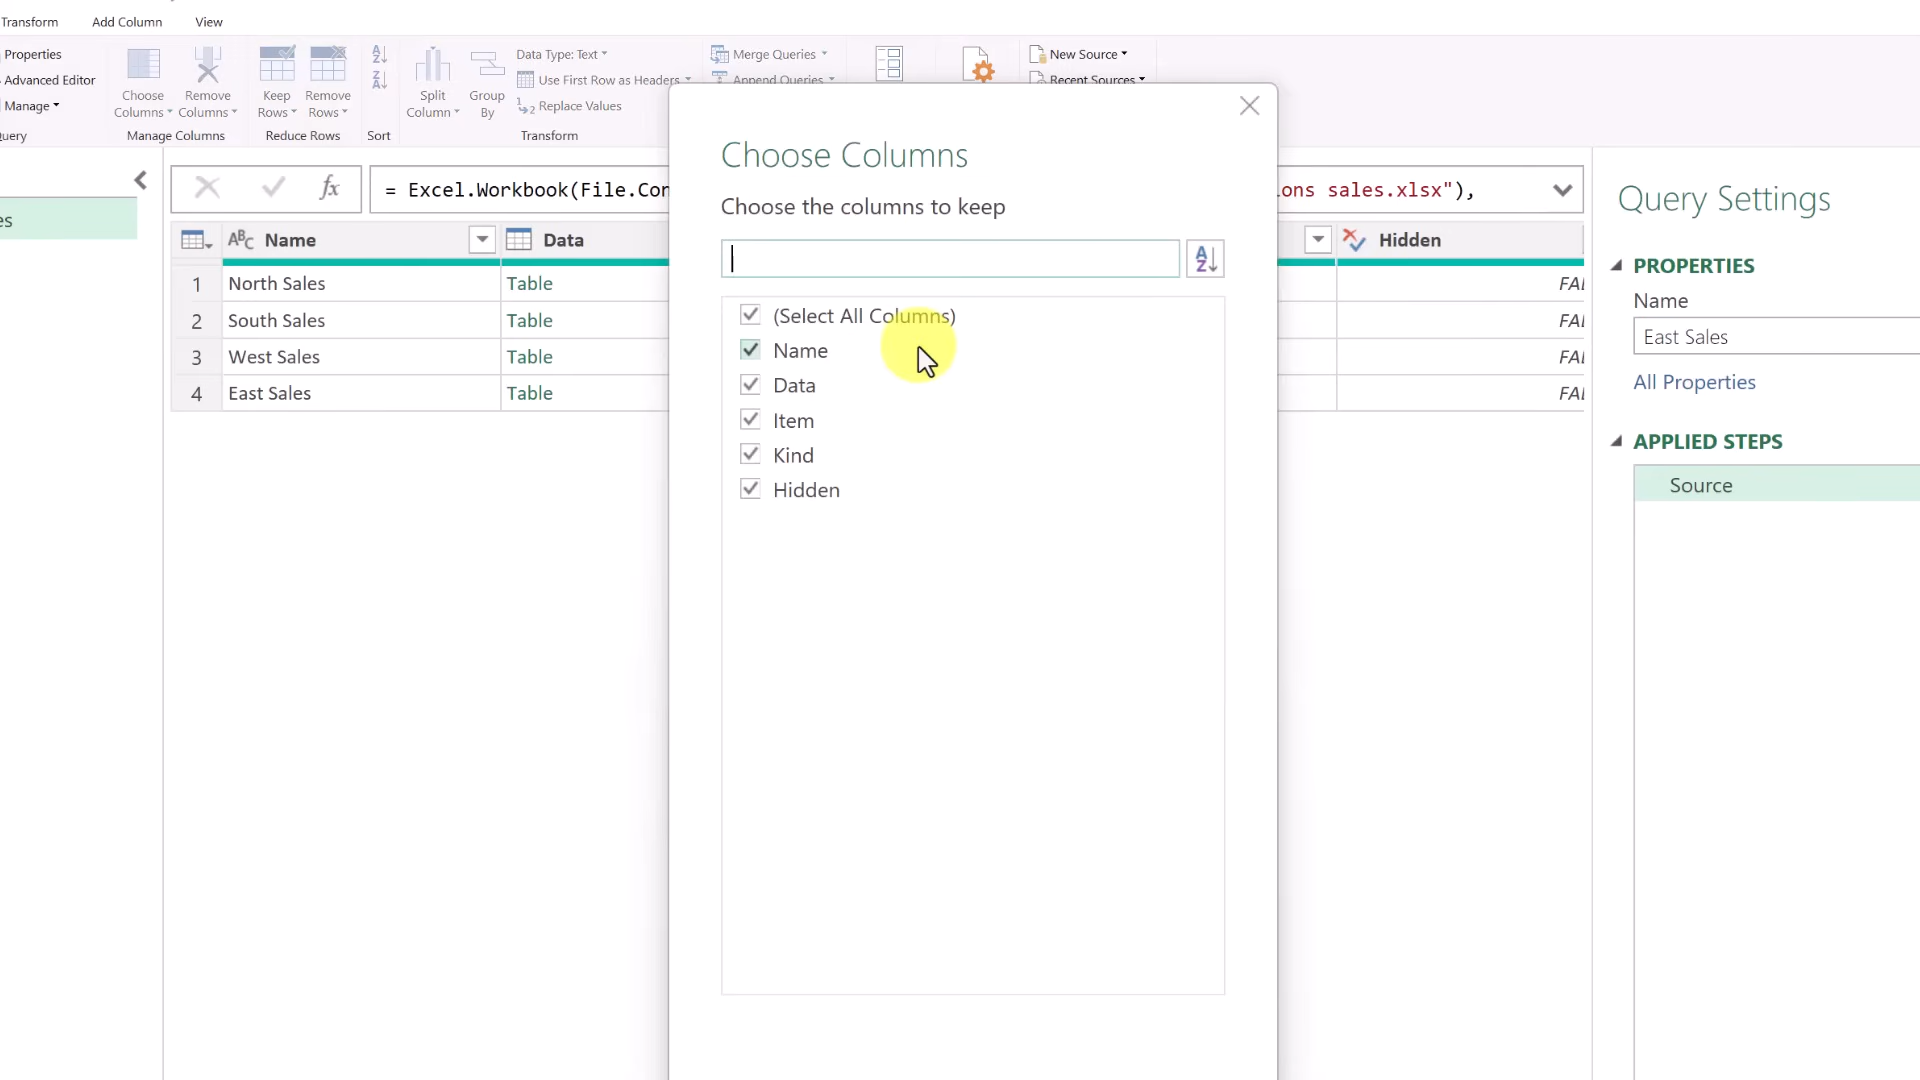 Transform Add Column View
Properties
Advanced Editor
Manage
Choose Columns
Remove Columns
Manage Columns
Keep Rows
Remove Rows
Reduce Rows
Sort
Split Column
Group By
Data Type: Text
Use First Row as Headers
Replace Values
Transform
Merge Queries
Append Queries
New Source
Recent Sources
= Excel.Workbook(File.Con
ons sales.xlsx"),
Name Data Hidden
1 North Sales Table FAL
2 South Sales Table FAL
3 West Sales Table FAL
4 East Sales Table FAL
Choose Columns
Choose the columns to keep
(Select All Columns)
Name
Data
Item
Kind
Hidden
Query Settings
PROPERTIES
Name
East Sales
All Properties
APPLIED STEPS
Source